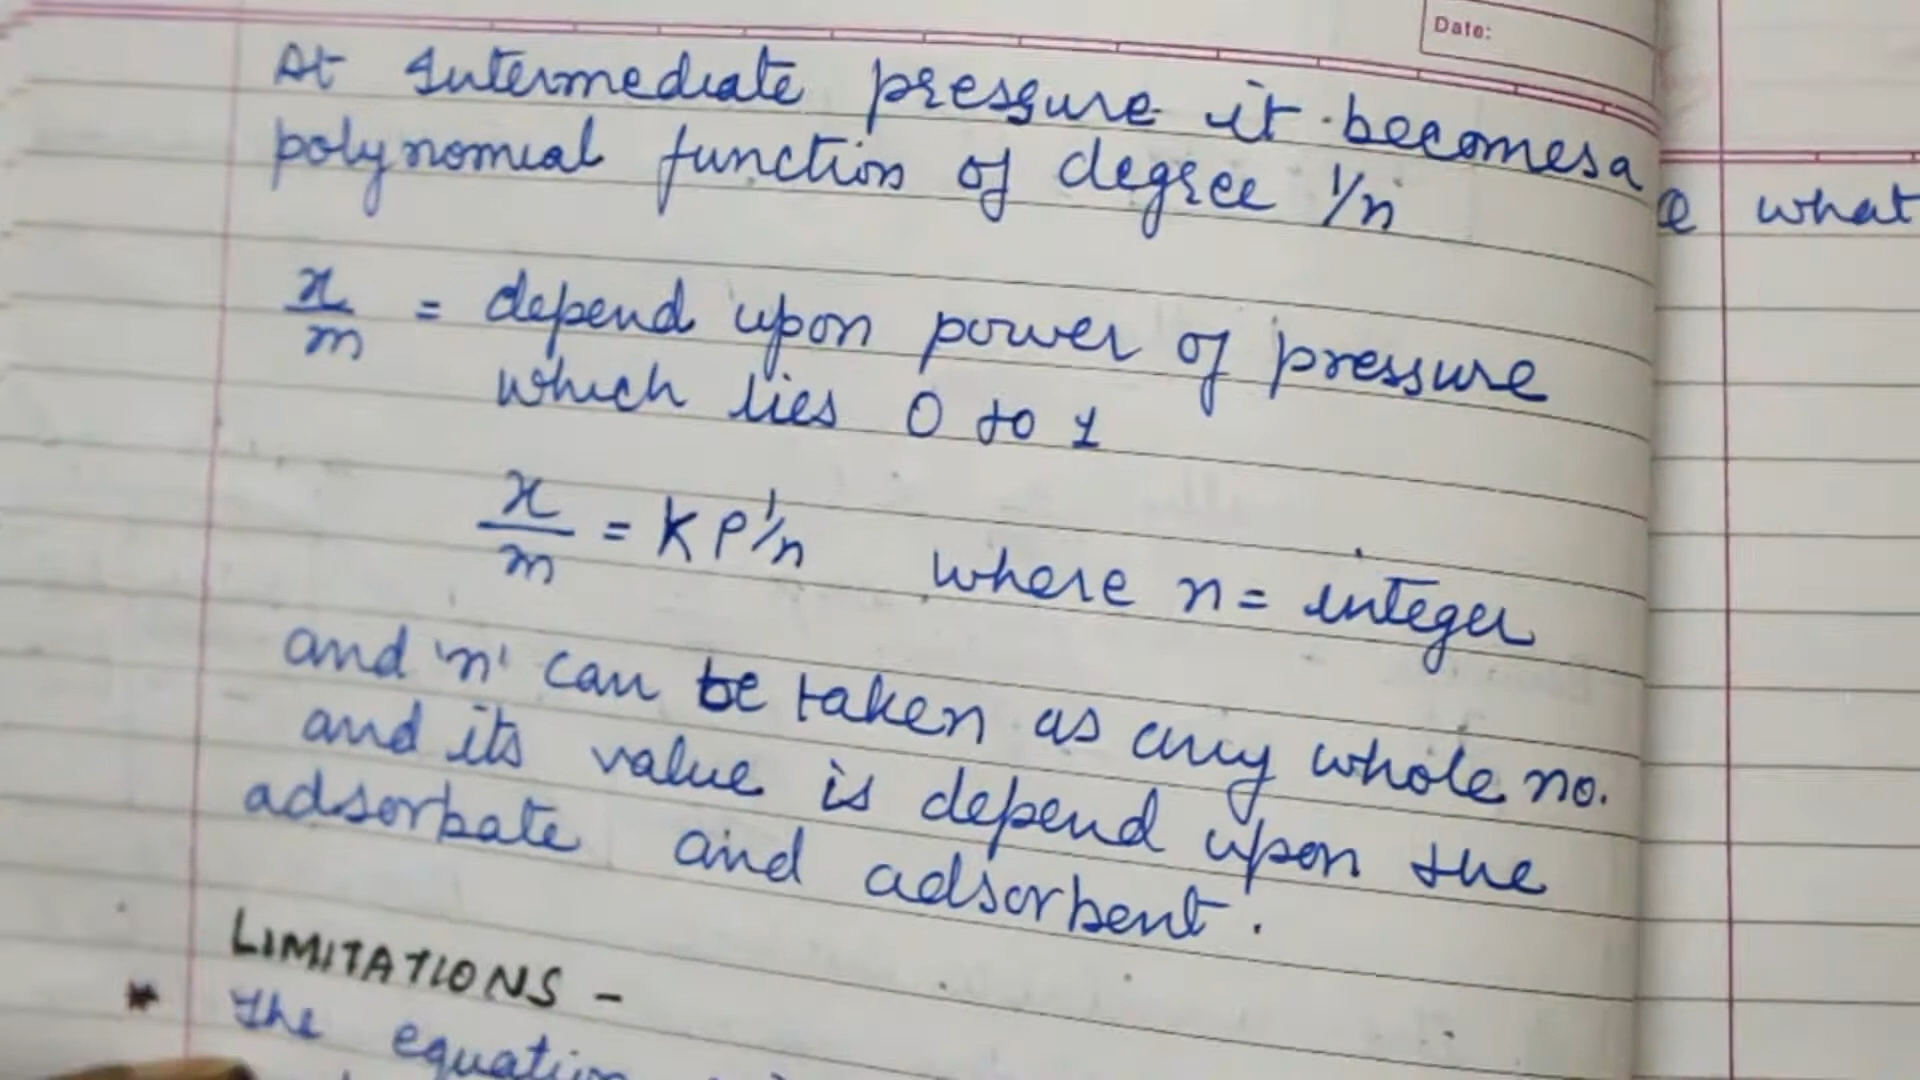 Date:
At Intermediate pressure it becomes a
polynomial function of degree 1/n
x/m = depend upon power of pressure
which lies 0 to 1
x/m = K P^1/n where n = integer
and 'n' can be taken as any whole no.
and its value is depend upon the
adsorbate and adsorbent.
LIMITATIONS -
* The equation
what